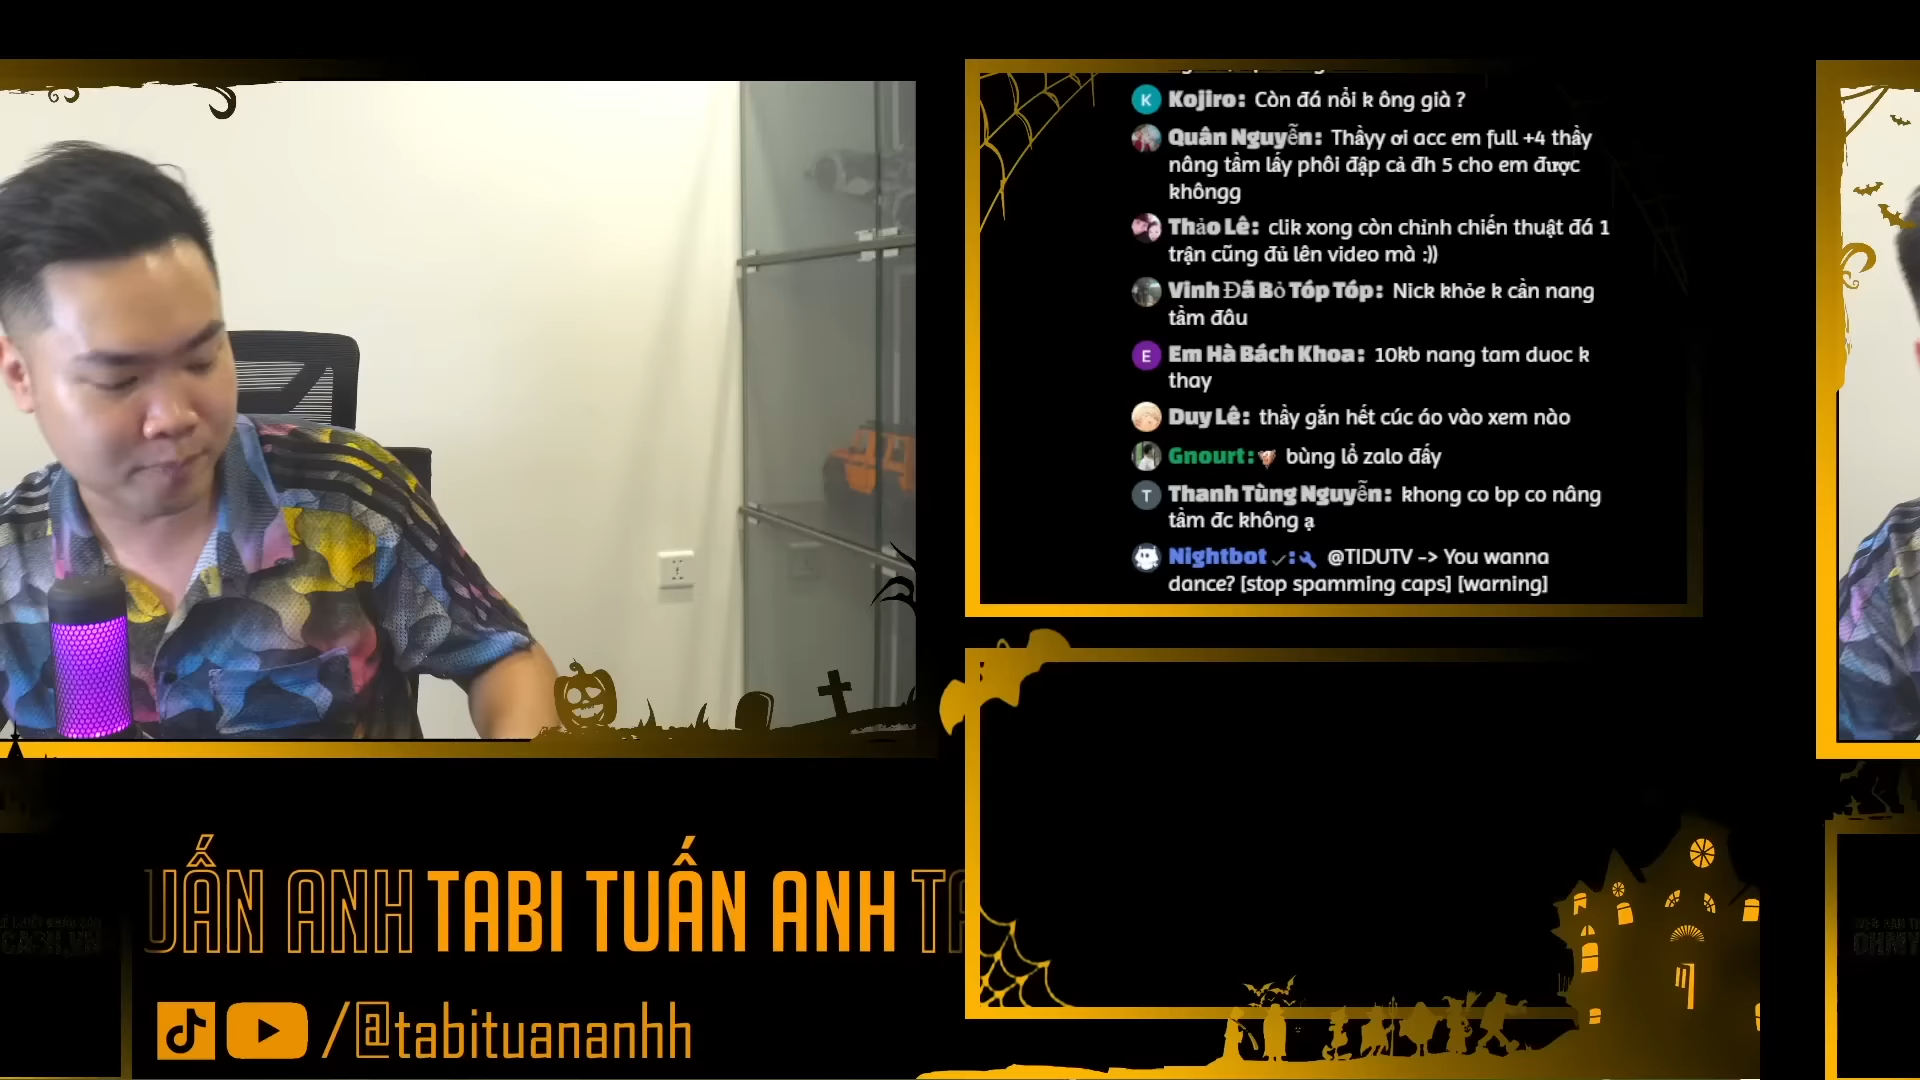 Kojiro: Còn đá nổi k ông già ?
Quân Nguyễn: Thầyy ơi acc em full +4 thầy
nâng tầm lấy phôi đập cả đh 5 cho em được
khôngg
Thảo Lê: clik xong còn chỉnh chiến thuật đá 1
trận cũng đủ lên video mà :))
Vinh Đã Bỏ Tóp Tóp: Nick khỏe k cần nang
tầm đâu
E Em Hà Bách Khoa: 10kb nang tam duoc k
thay
Duy Lê: thầy gắn hết cúc áo vào xem nào
Gnourt: bùng lổ zalo đấy
T Thanh Tùng Nguyễn: khong co bp co nâng
tầm đc không ạ
Nightbot: @TIDUTV -> You wanna
dance? [stop spamming caps] [warning]
UẤN ANH TABI TUẤN ANH TA
/@tabituananhh